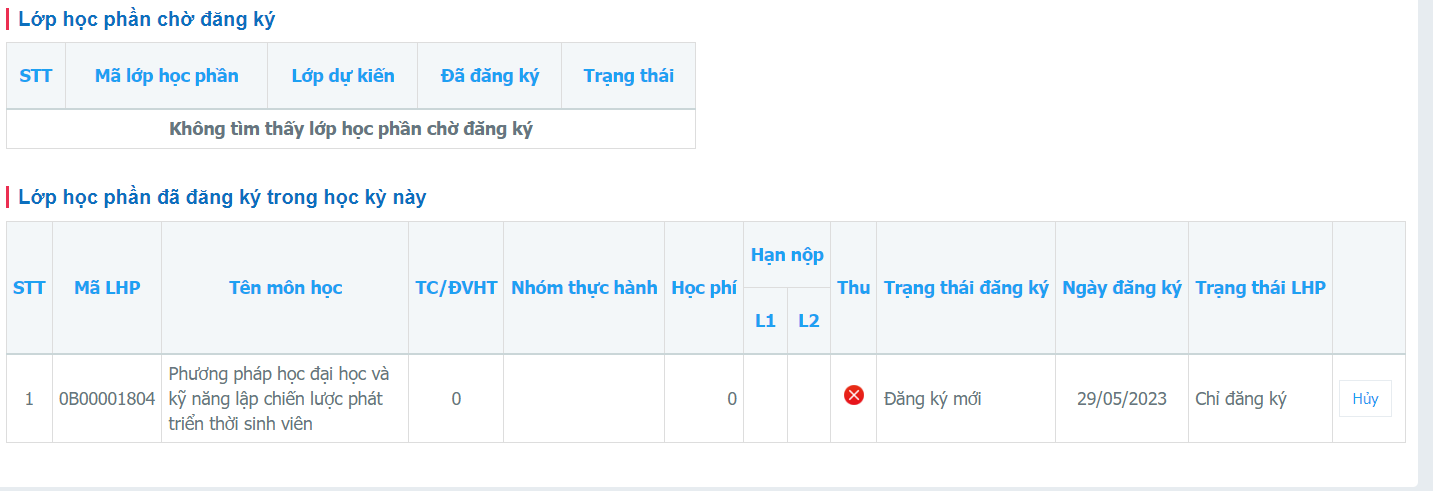 Lớp học phần chờ đăng ký
STT Mã lớp học phần Lớp dự kiến Đã đăng ký Trạng thái
Không tìm thấy lớp học phần chờ đăng ký
Lớp học phần đã đăng ký trong học kỳ này
STT Mã LHP Tên môn học TC/ĐVHT Nhóm thực hành Học phí Hạn nộp Thu Trạng thái đăng ký Ngày đăng ký Trạng thái LHP
L1 L2
Phương pháp học đại học và
1 0B00001804 kỹ năng lập chiến lược phát 0 0 Đăng ký mới 29/05/2023 Chỉ đăng ký Hủy
triển thời sinh viên